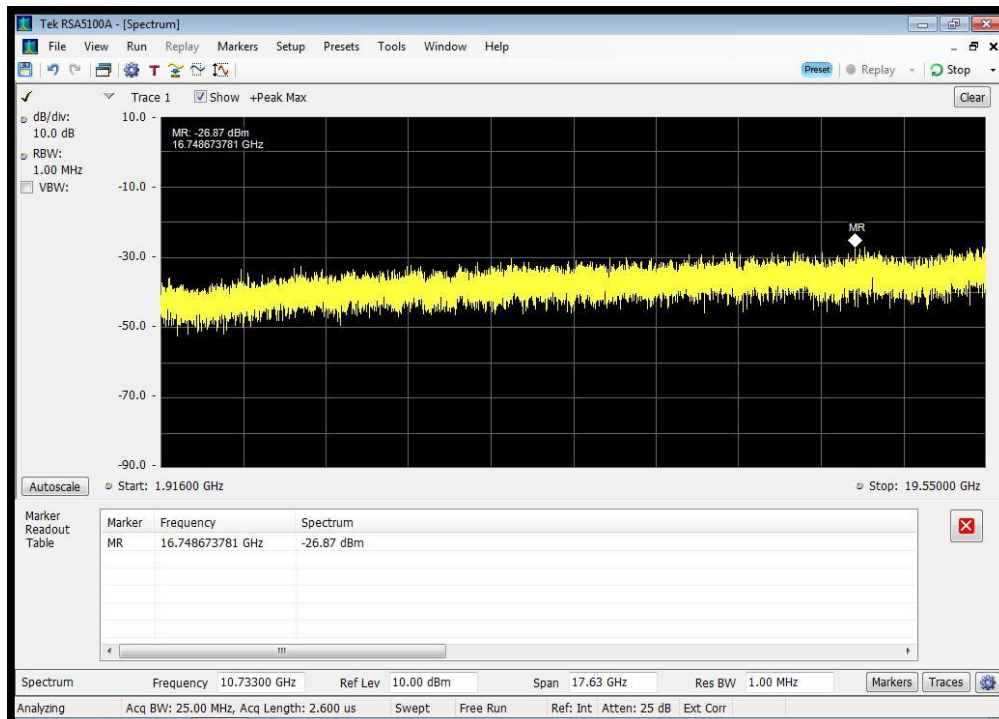 Tek RSA5100A - [Spectrum]
File View Run Replay Markers Setup Presets Tools Window Help
T Preset Replay Stop
Trace 1 Show +Peak Max Clear
dB/div:
10.0 dB
RBW:
1.00 MHz
VBW:
10.0
MR: -26.87 dBm
16.748673781 GHz
-10.0
MR
-30.0
-50.0
-70.0
-90.0
Autoscale Start: 1.91600 GHz Stop: 19.55000 GHz
Marker
Readout
Table
Marker Frequency Spectrum
MR 16.748673781 GHz -26.87 dBm
Spectrum Frequency 10.73300 GHz Ref Lev 10.00 dBm Span 17.63 GHz Res BW 1.00 MHz Markers Traces
Analyzing Acq BW: 25.00 MHz, Acq Length: 2.600 us Swept Free Run Ref: Int Atten: 25 dB Ext Corr